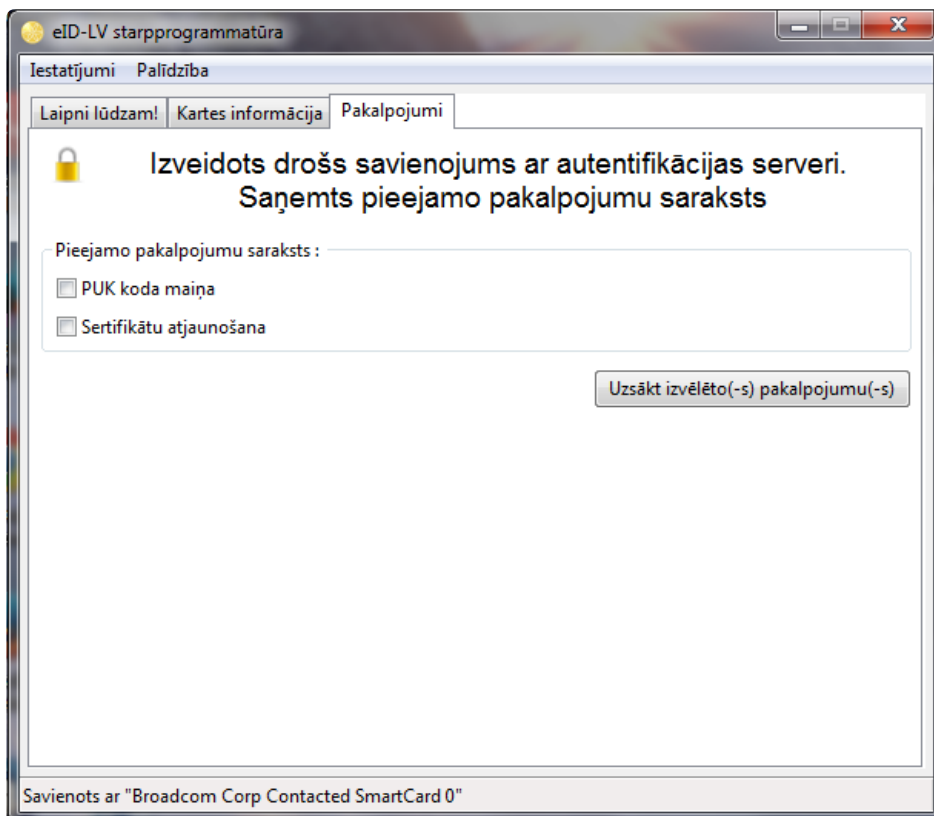 eID-LV starpprogrammatūra
Iestatījumi Palīdzība
Laipni lūdzam! Kartes informācija Pakalpojumi
Izveidots drošs savienojums ar autentifikācijas serveri.
Saņemts pieejamo pakalpojumu saraksts
Pieejamo pakalpojumu saraksts :
PUK koda maiņa
Sertifikātu atjaunošana
Uzsākt izvēlēto(-s) pakalpojumu(-s)
Savienots ar "Broadcom Corp Contacted SmartCard 0"